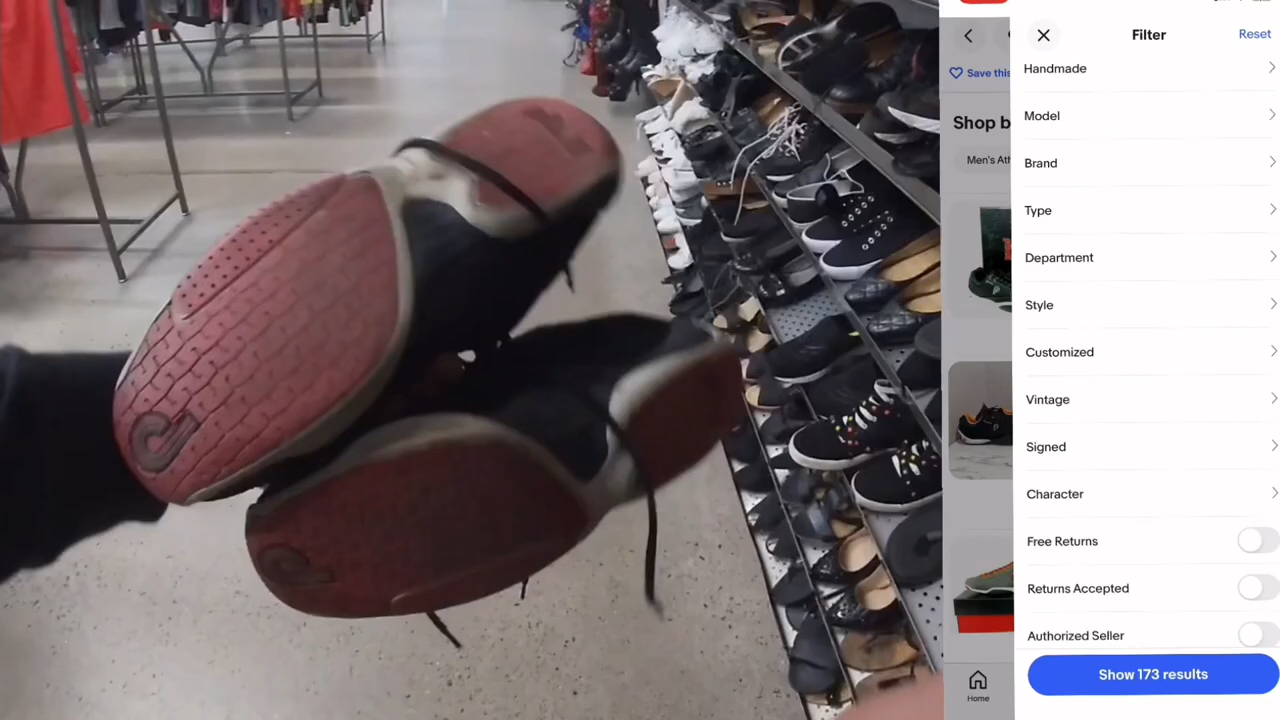 Filter
Reset
Save this
Handmade
Model
Shop b
Brand
Men's Ath
Type
Department
Style
Customized
Vintage
Signed
Character
Free Returns
Returns Accepted
Authorized Seller
Show 173 results
Home